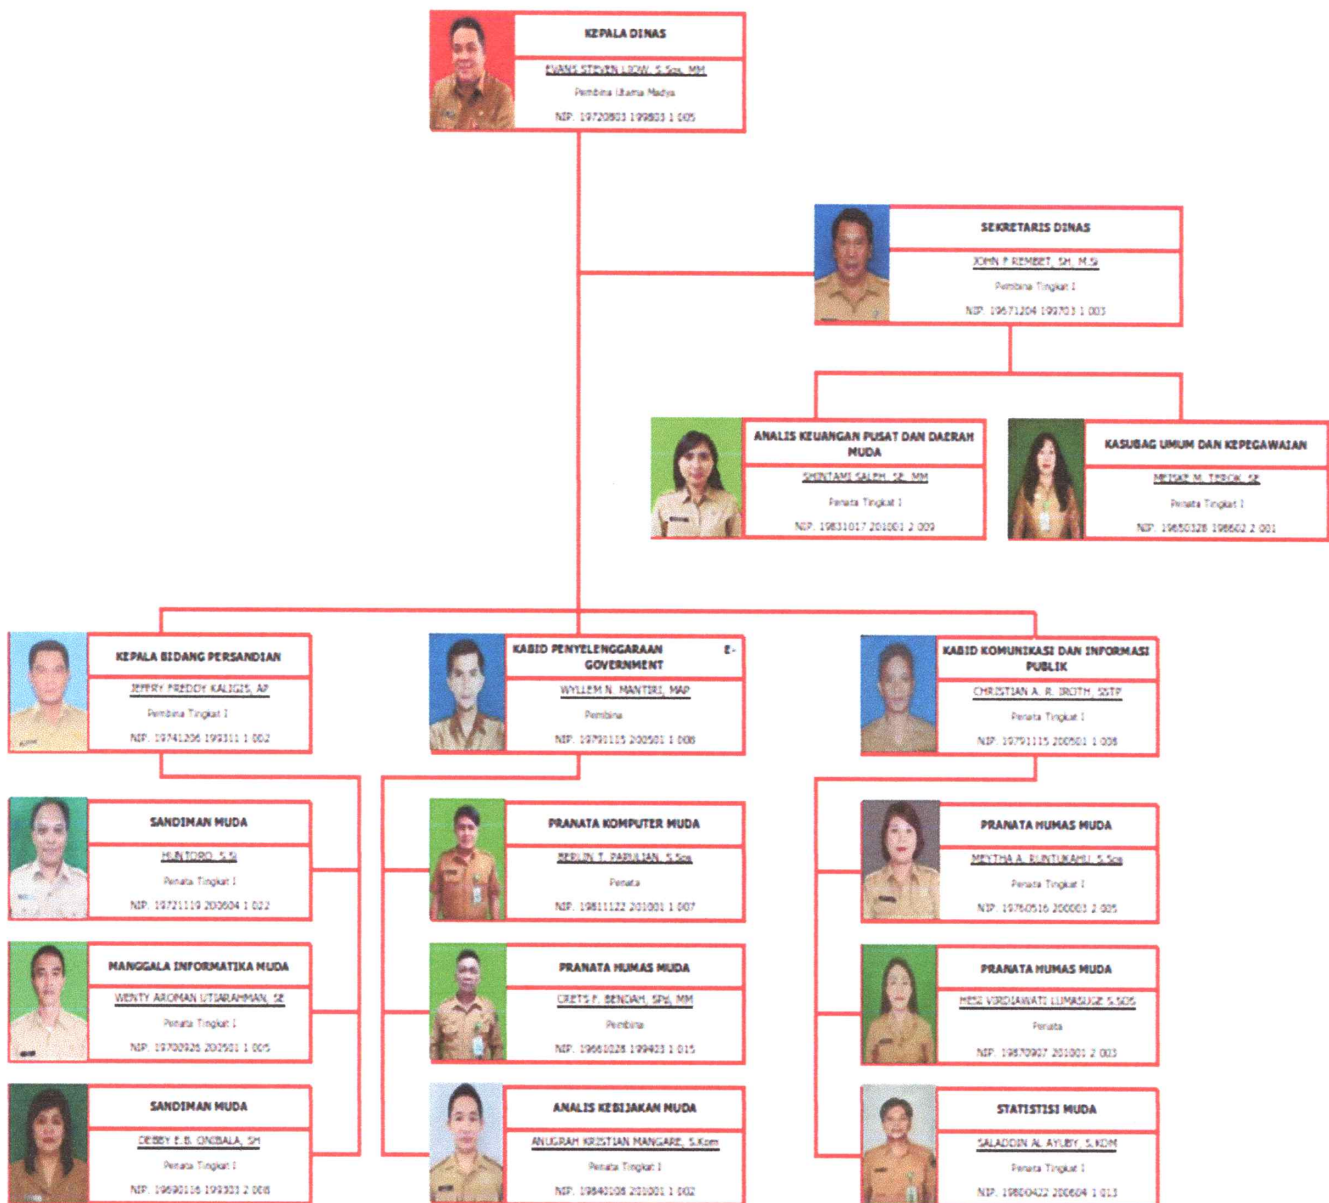 KEPALA DINAS
EVANS STEVEN LIOW, S.Sos, MM
Pembina Utama Madya
NIP. 19720803 199803 1 005
SEKRETARIS DINAS
JOHN F REMBET, SH, M.Si
Pembina Tingkat I
NIP. 19671204 199703 1 003
ANALIS KEUANGAN PUSAT DAN DAERAH
MUDA
SHINTAMI SALEH, SE, MM
Penata Tingkat I
NIP. 19831017 201001 2 009
KASUBAG UMUM DAN KEPEGAWAIAN
MEISKE M. TEROK, SE
Penata Tingkat I
NIP. 19650328 198602 2 001
KEPALA BIDANG PERSANDIAN
JEFFRY FREDDY KALIGIS, AP
Pembina Tingkat I
NIP. 19741206 199311 1 002
KABID PENYELENGGARAAN E-
GOVERNMENT
WYLLEM N. MANTIRI, MAP
Pembina
NIP. 19791115 200501 1 008
KABID KOMUNIKASI DAN INFORMASI
PUBLIK
CHRISTIAN A. R. IROTH, SSTP
Penata Tingkat I
NIP. 19791115 200501 1 008
SANDIMAN MUDA
HUNTORO, S.Si
Penata Tingkat I
NIP. 19721119 200604 1 022
PRANATA KOMPUTER MUDA
BERLIN T. PARULIAN, S.Sos
Penata
NIP. 19811122 201001 1 007
PRANATA HUMAS MUDA
MEYTHA A. RUNTUKAHU, S.Sos
Penata Tingkat I
NIP. 19760516 200003 2 005
MANGGALA INFORMATIKA MUDA
WENTY AROMAN UTIARAHMAN, SE
Penata Tingkat I
NIP. 19700926 200501 1 005
PRANATA HUMAS MUDA
F. BENDAH, SPd, MM
Pembina
NIP. 19661028 199403 1 015
PRANATA HUMAS MUDA
HESI VIRDIAWATI LUMASUGE S.SOS
Penata
NIP. 19870907 201001 2 003
SANDIMAN MUDA
DEBBY E.B. ONIBALA, SH
Penata Tingkat I
NIP. 19690116 199303 2 008
ANALIS KEBIJAKAN MUDA
ANUGRAH KRISTIAN MANGARE, S.Kom
Penata Tingkat I
NIP. 19840108 201001 1 002
STATISTISI MUDA
SALADDIN AL AYUBY, S.KOM
Penata Tingkat I
NIP. 19800422 200604 1 013